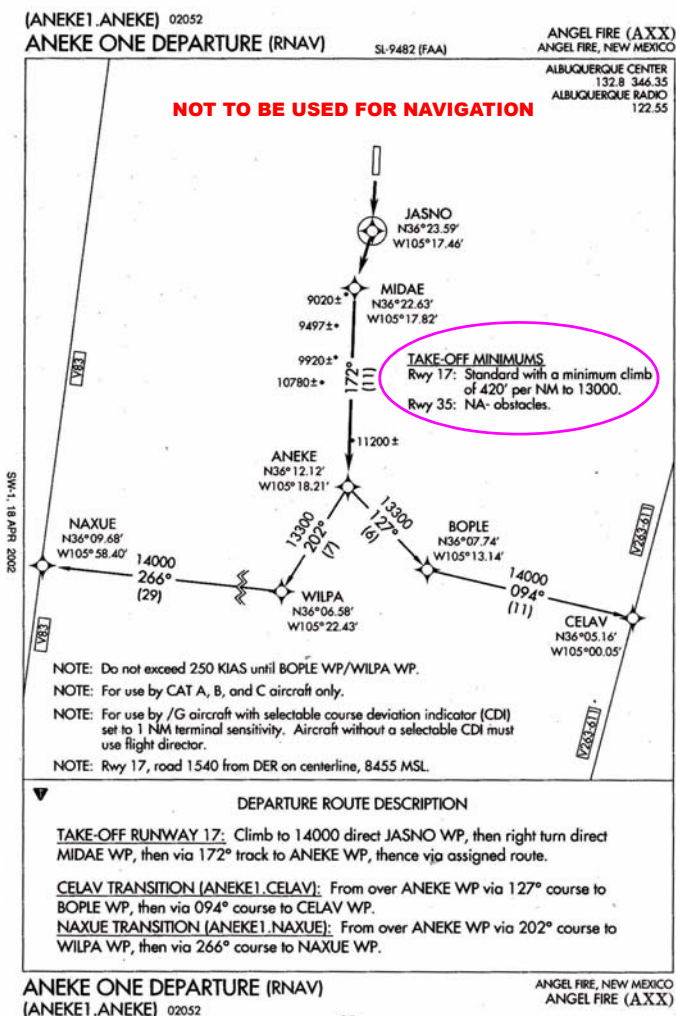 (ANEKE1.ANEKE) 02052
ANEKE ONE DEPARTURE (RNAV)
SL-9482 (FAA)
ANGEL FIRE (AXX)
ANGEL FIRE, NEW MEXICO
ALBUQUERQUE CENTER
132.8 346.35
ALBUQUERQUE RADIO
122.55
NOT TO BE USED FOR NAVIGATION
JASNO
N36°23.59'
W105°17.46'
MIDAE
N36°22.63'
W105°17.82'
9020±
9497±
9920±
10780±
172°
(11)
11200±
TAKE-OFF MINIMUMS
Rwy 17: Standard with a minimum climb
of 420' per NM to 13000.
Rwy 35: NA- obstacles.
V83
ANEKE
N36°12.12'
W105°18.21'
13300
202°
(7)
13300
127°
(6)
BOPLE
N36°07.74'
W105°13.14'
V263-611
NAXUE
N36°09.68'
W105°58.40'
14000
266°
(29)
WILPA
N36°06.58'
W105°22.43'
14000
094°
(11)
CELAV
N36°05.16'
W105°00.05'
V83
V263-611
SW-1, 18 APR 2002
NOTE: Do not exceed 250 KIAS until BOPLE WP/WILPA WP.
NOTE: For use by CAT A, B, and C aircraft only.
NOTE: For use by /G aircraft with selectable course deviation indicator (CDI)
set to 1 NM terminal sensitivity. Aircraft without a selectable CDI must
use flight director.
NOTE: Rwy 17, road 1540 from DER on centerline, 8455 MSL.
T
DEPARTURE ROUTE DESCRIPTION
TAKE-OFF RUNWAY 17: Climb to 14000 direct JASNO WP, then right turn direct
MIDAE WP, then via 172° track to ANEKE WP, thence via assigned route.
CELAV TRANSITION (ANEKE1.CELAV): From over ANEKE WP via 127° course to
BOPLE WP, then via 094° course to CELAV WP.
NAXUE TRANSITION (ANEKE1.NAXUE): From over ANEKE WP via 202° course to
WILPA WP, then via 266° course to NAXUE WP.
ANEKE ONE DEPARTURE (RNAV)
(ANEKE1.ANEKE) 02052
ANGEL FIRE, NEW MEXICO
ANGEL FIRE (AXX)